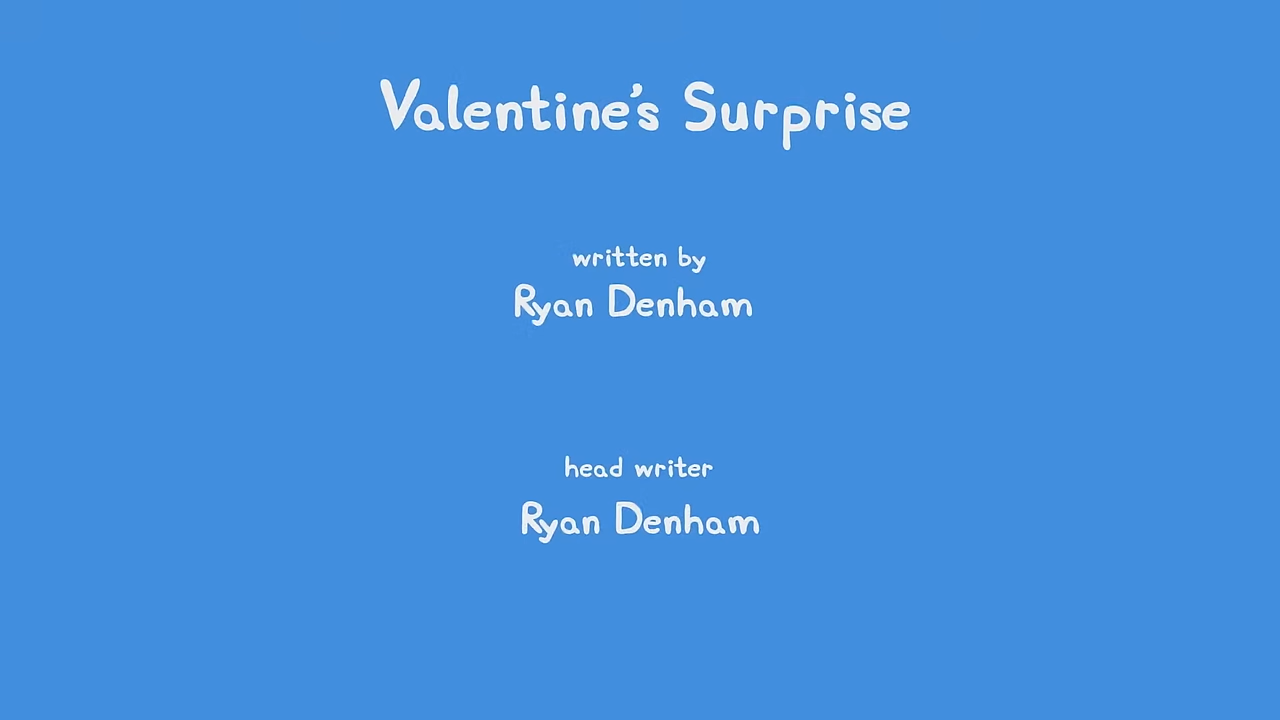 Valentine's Surprise
written by
Ryan Denham
head writer
Ryan Denham